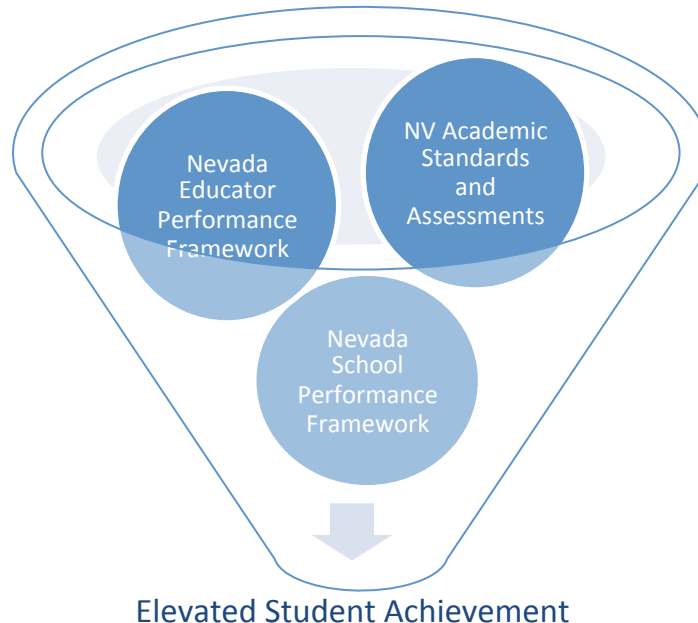 Nevada
Educator
Performance
Framework
NV Academic
Standards
and
Assessments
Nevada
School
Performance
Framework
Elevated Student Achievement